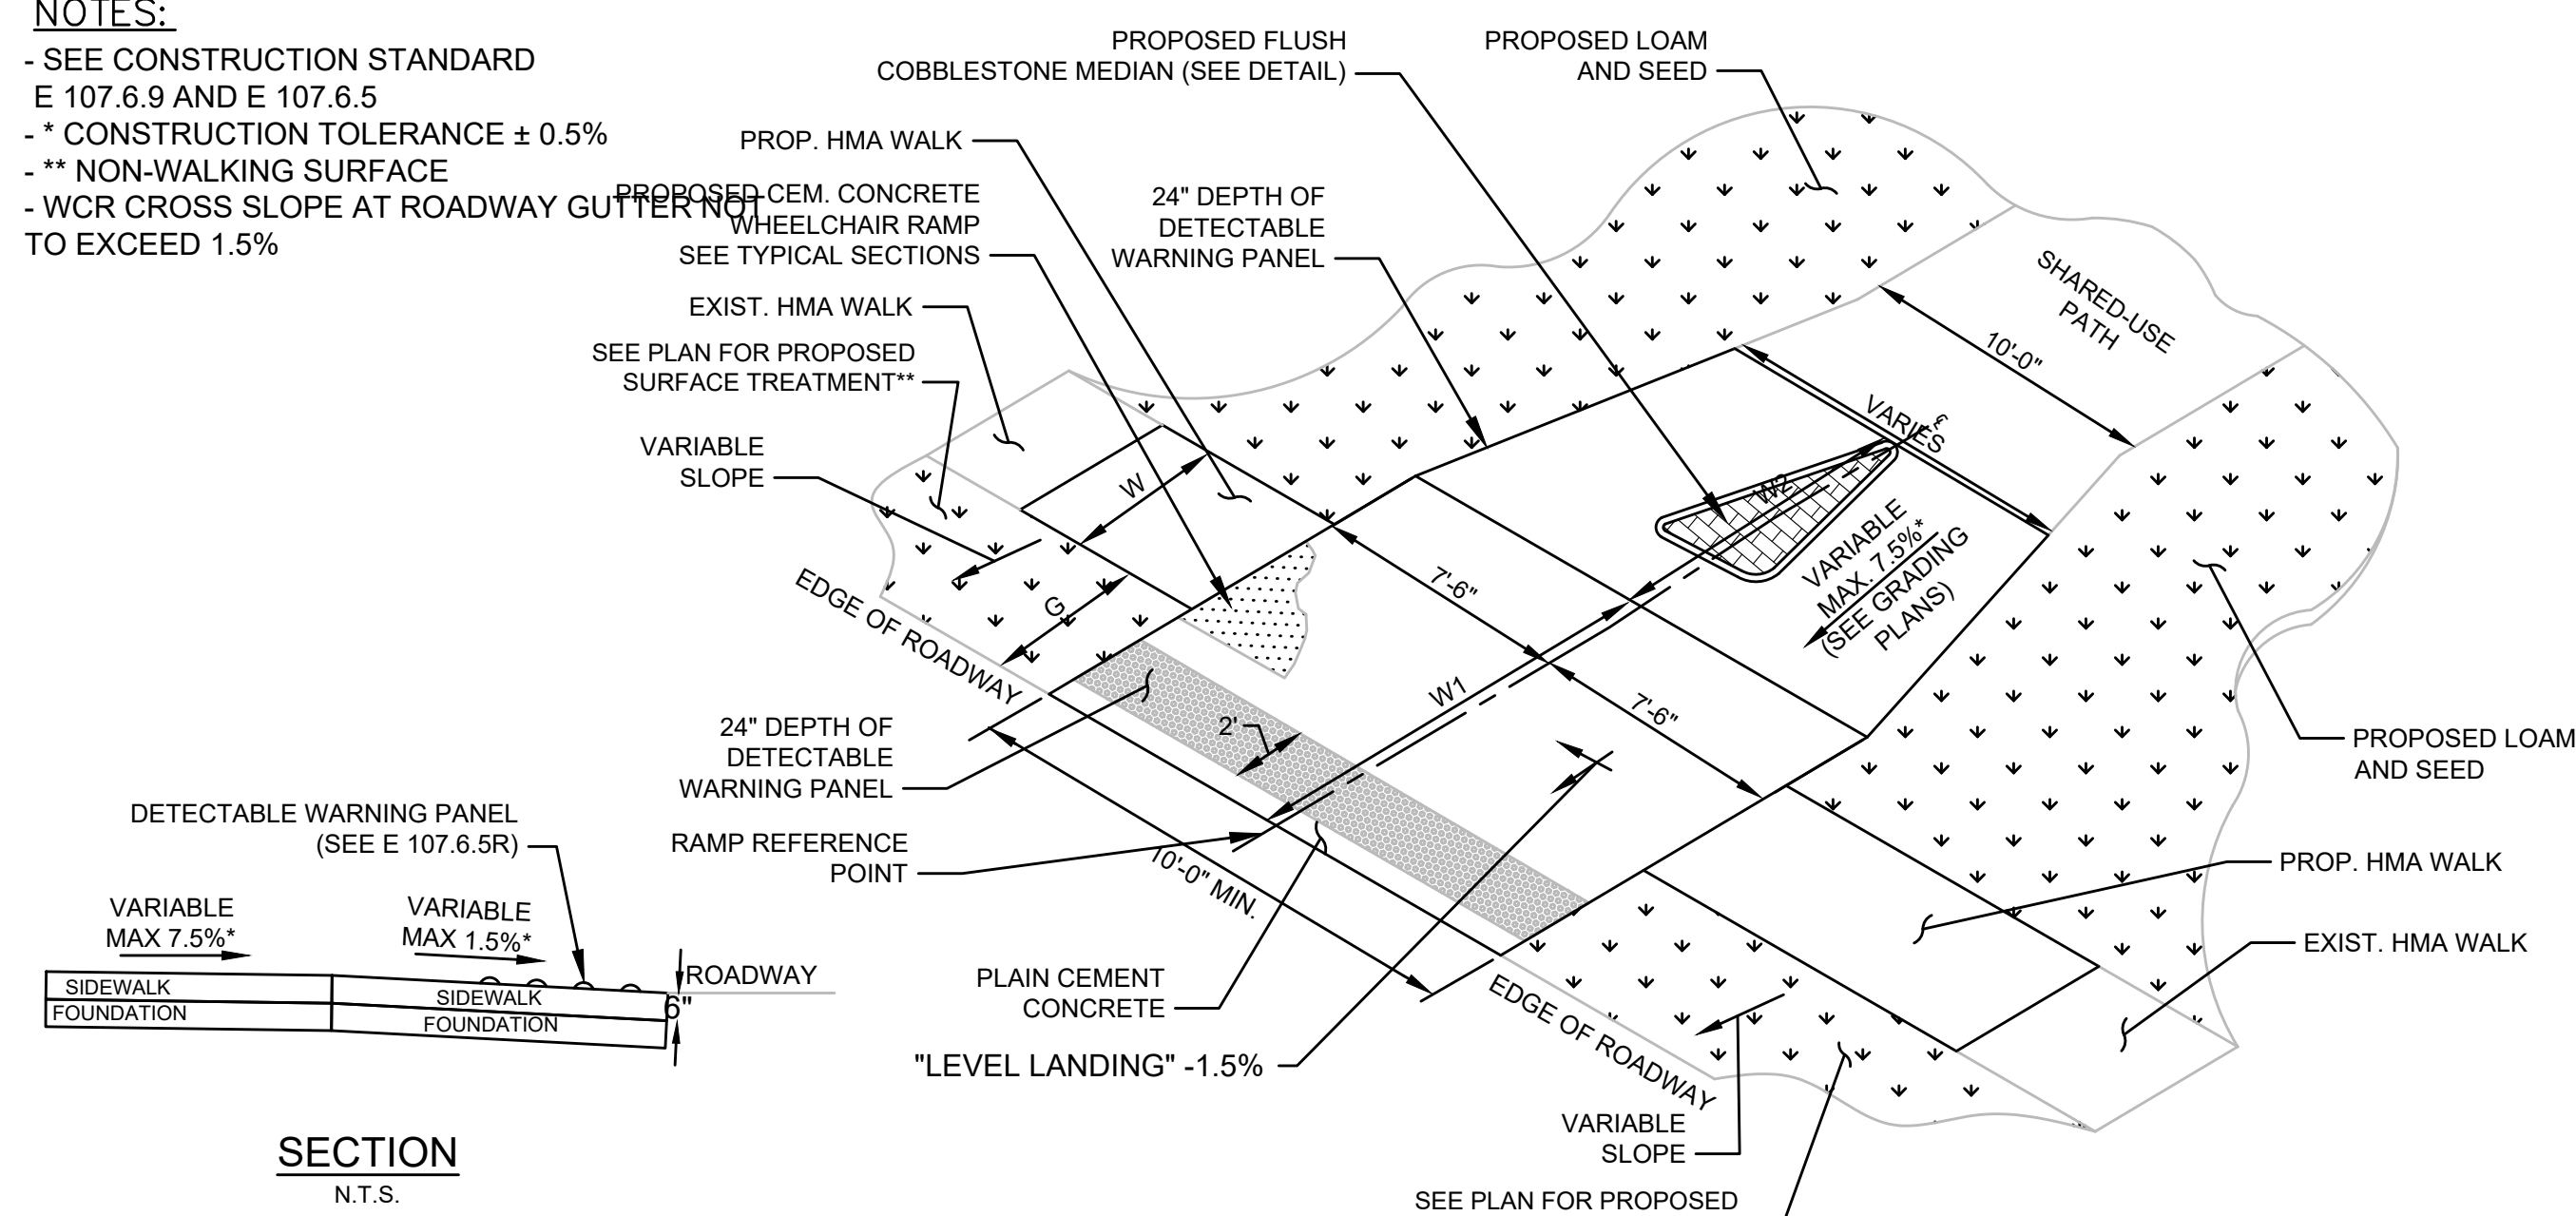 NOTES:
- SEE CONSTRUCTION STANDARD
E 107.6.9 AND E 107.6.5
- * CONSTRUCTION TOLERANCE ± 0.5%
- ** NON-WALKING SURFACE
- WCR CROSS SLOPE AT ROADWAY GUTTER NOT
TO EXCEED 1.5%
PROPOSED FLUSH
COBBLESTONE MEDIAN (SEE DETAIL)
PROPOSED LOAM
AND SEED
PROP. HMA WALK
PROPOSED CEM. CONCRETE
WHEELCHAIR RAMP
SEE TYPICAL SECTIONS
24" DEPTH OF
DETECTABLE
WARNING PANEL
EXIST. HMA WALK
SEE PLAN FOR PROPOSED
SURFACE TREATMENT**
VARIABLE
SLOPE
SHARED-USE
PATH
10'-0"
VARIES
W
W2
VARIABLE
MAX. 7.5%*
(SEE GRADING
PLANS)
G
7'-6"
7'-6"
W1
2'
EDGE OF ROADWAY
24" DEPTH OF
DETECTABLE
WARNING PANEL
RAMP REFERENCE
POINT
10'-0" MIN.
PLAIN CEMENT
CONCRETE
"LEVEL LANDING" -1.5%
EDGE OF ROADWAY
VARIABLE
SLOPE
SEE PLAN FOR PROPOSED
PROPOSED LOAM
AND SEED
PROP. HMA WALK
EXIST. HMA WALK
DETECTABLE WARNING PANEL
(SEE E 107.6.5R)
VARIABLE
MAX 7.5%*
VARIABLE
MAX 1.5%*
ROADWAY
SIDEWALK
SIDEWALK
FOUNDATION
FOUNDATION
6"
SECTION
N.T.S.